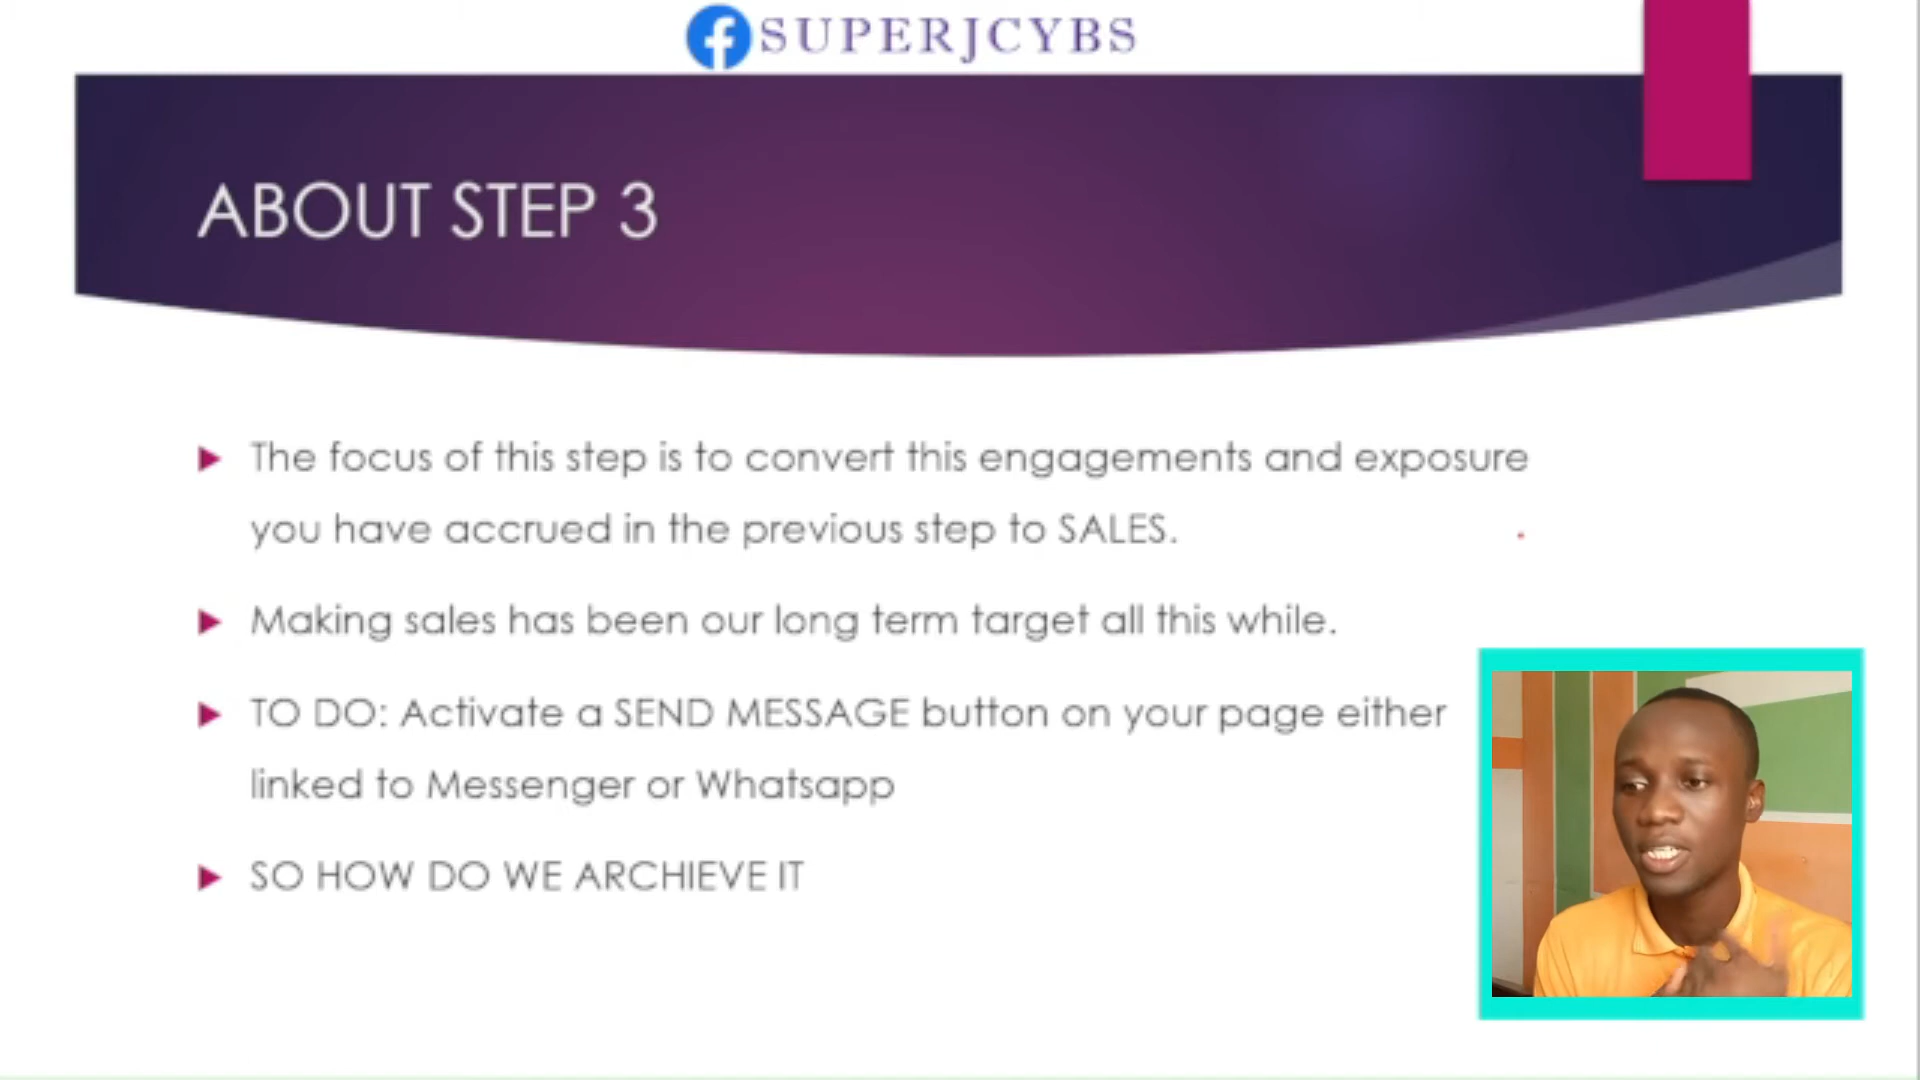 SUPERJCYBS
ABOUT STEP 3
The focus of this step is to convert this engagements and exposure
you have accrued in the previous step to SALES.
Making sales has been our long term target all this while.
TO DO: Activate a SEND MESSAGE button on your page either
linked to Messenger or Whatsapp
SO HOW DO WE ARCHIEVE IT